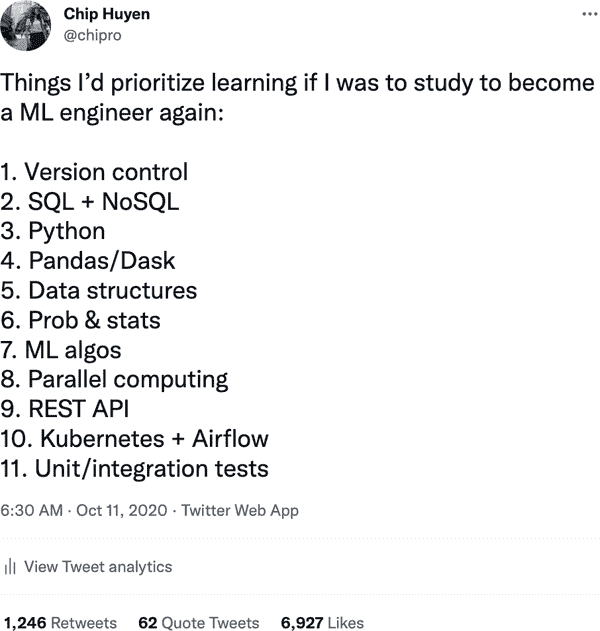 Chip Huyen
@chipro
Things I’d prioritize learning if I was to study to become
a ML engineer again:
1. Version control
2. SQL + NoSQL
3. Python
4. Pandas/Dask
5. Data structures
6. Prob & stats
7. ML algos
8. Parallel computing
9. REST API
10. Kubernetes + Airflow
11. Unit/integration tests
6:30 AM · Oct 11, 2020 · Twitter Web App
View Tweet analytics
1,246 Retweets 62 Quote Tweets 6,927 Likes